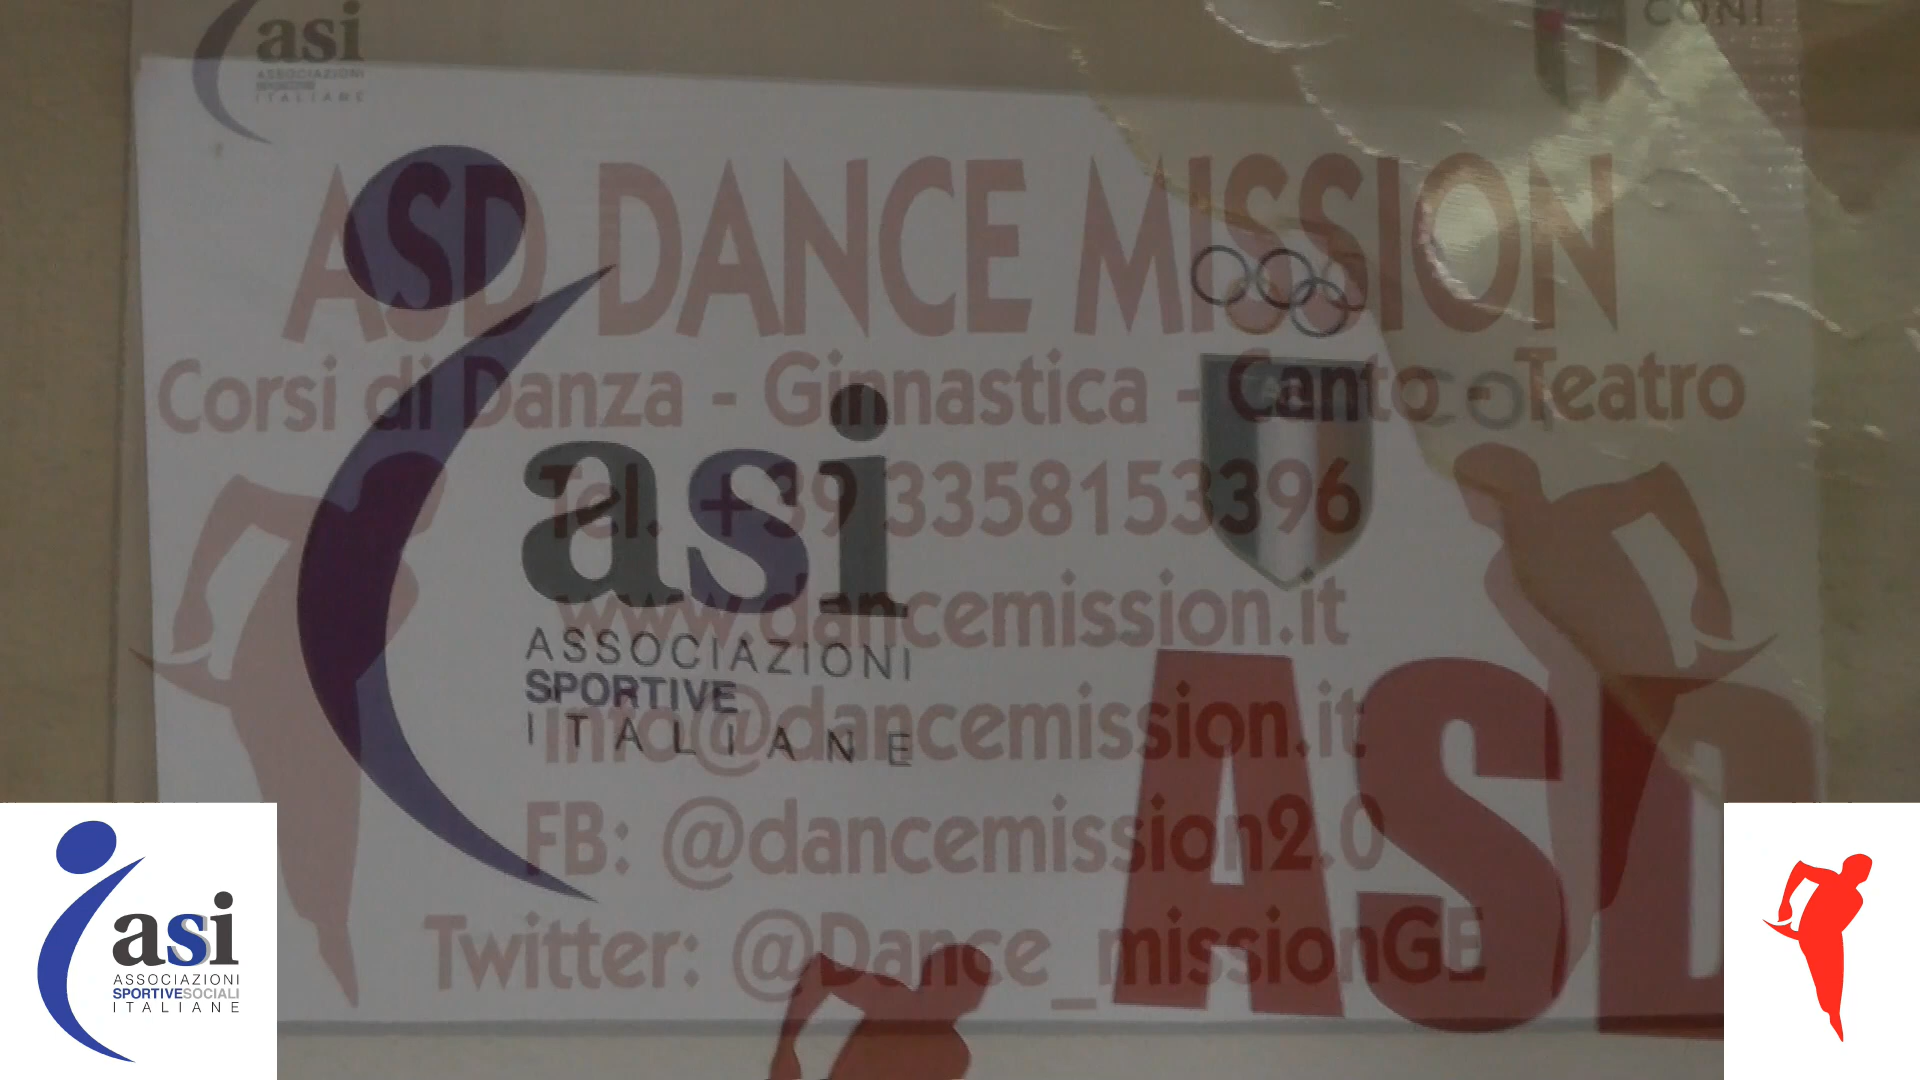 asi
ASSOCIAZIONI
SPORTIVE
ITALIANE
CONI
ASD DANCE MISSION
Corsi di Danza - Ginnastica - Canto - Teatro
Tel. +39 3358153396
www.dancemission.it
info@dancemission.it
FB: @dancemission2.0
Twitter: @Dance_missionGE
asi
ASSOCIAZIONI
SPORTIVE
ITALIANE
ASD
asi
ASSOCIAZIONI
SPORTIVESOCIALI
ITALIANE